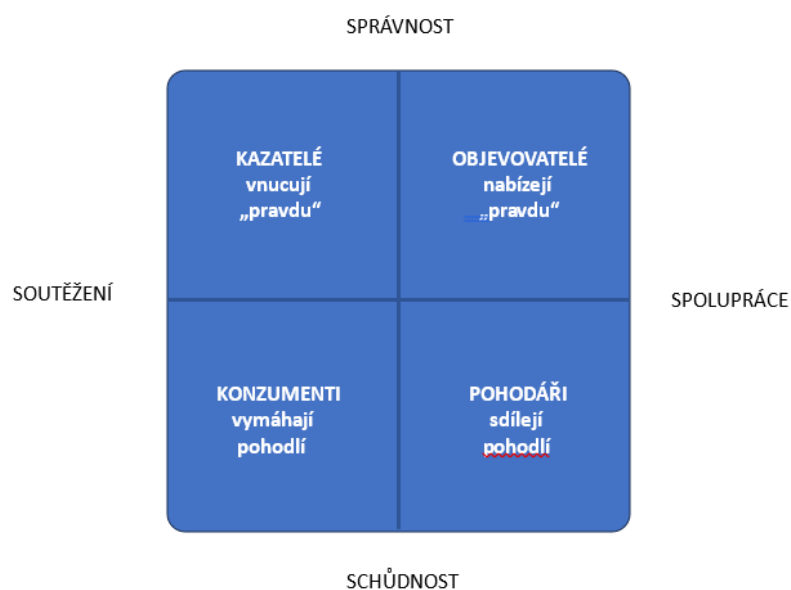 SPRÁVNOST
KAZATELÉ
vnucují
„pravdu“
OBJEVOVATELÉ
nabízejí
„pravdu“
SOUTĚŽENÍ
SPOLUPRÁCE
KONZUMENTI
vymáhají
pohodlí
POHODÁŘI
sdílejí
pohodlí
SCHŮDNOST